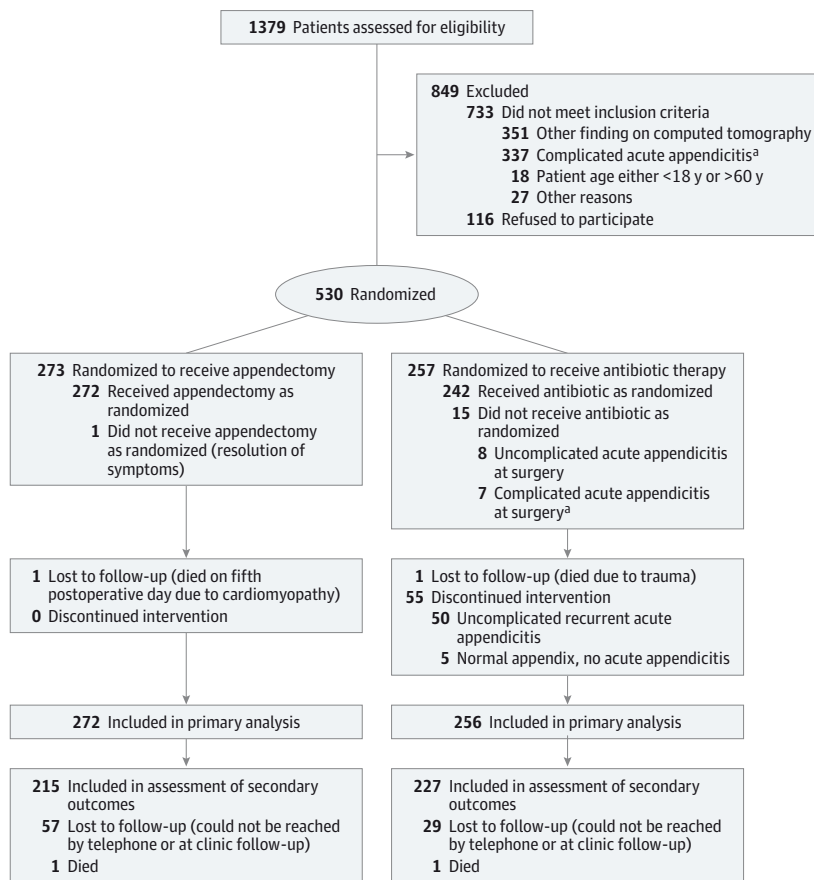 1379 Patients assessed for eligibility
849 Excluded
733 Did not meet inclusion criteria
351 Other finding on computed tomography
337 Complicated acute appendicitisa
18 Patient age either <18 y or >60 y
27 Other reasons
116 Refused to participate
530 Randomized
273 Randomized to receive appendectomy
272 Received appendectomy as
randomized
1 Did not receive appendectomy
as randomized (resolution of
symptoms)
257 Randomized to receive antibiotic therapy
242 Received antibiotic as randomized
15 Did not receive antibiotic as
randomized
8 Uncomplicated acute appendicitis
at surgery
7 Complicated acute appendicitis
at surgerya
1 Lost to follow-up (died on fifth
postoperative day due to cardiomyopathy)
0 Discontinued intervention
1 Lost to follow-up (died due to trauma)
55 Discontinued intervention
50 Uncomplicated recurrent acute
appendicitis
5 Normal appendix, no acute appendicitis
272 Included in primary analysis
256 Included in primary analysis
215 Included in assessment of secondary
outcomes
57 Lost to follow-up (could not be reached
by telephone or at clinic follow-up)
1 Died
227 Included in assessment of secondary
outcomes
29 Lost to follow-up (could not be reached
by telephone or at clinic follow-up)
1 Died